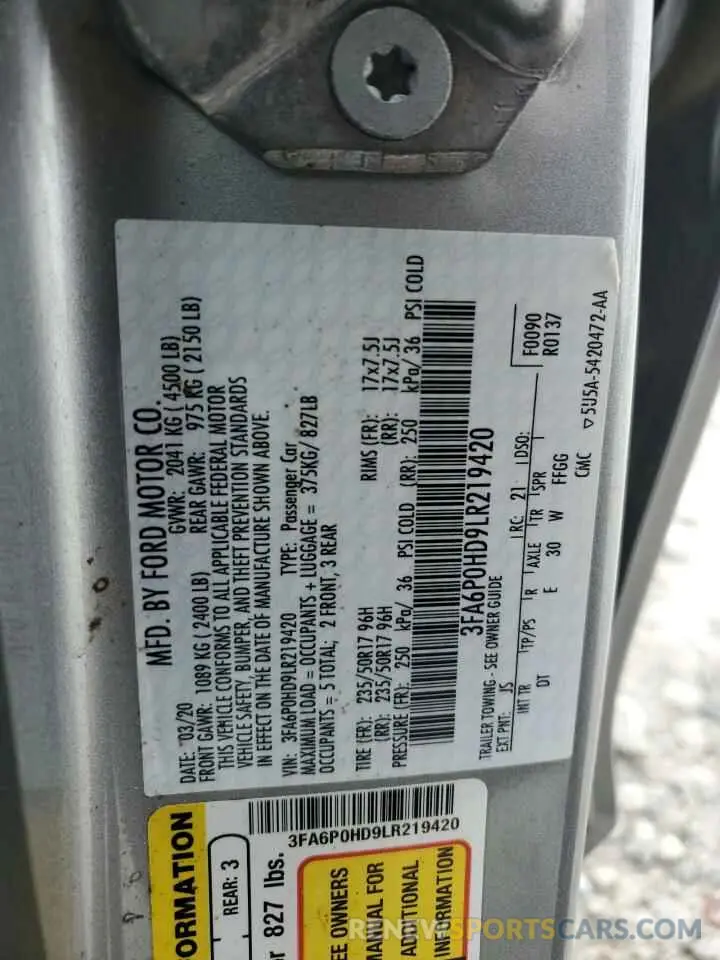 MFD. BY FORD MOTOR CO.
DATE: 03/20 GVWR: 2041 KG ( 4500 LB)
FRONT GAWR: 1089 KG ( 2400 LB) REAR GAWR: 975 KG ( 2150 LB)
THIS VEHICLE CONFORMS TO ALL APPLICABLE FEDERAL MOTOR
VEHICLE SAFETY, BUMPER, AND THEFT PREVENTION STANDARDS
IN EFFECT ON THE DATE OF MANUFACTURE SHOWN ABOVE.
VIN: 3FA6P0HD9LR219420 TYPE: Passenger Car
MAXIMUM LOAD = OCCUPANTS + LUGGAGE = 375KG/ 827LB
OCCUPANTS = 5 TOTAL; 2 FRONT, 3 REAR
TIRE (FR): 235/50R17 96H RIMS (FR): 17x7.5J
(RR): 235/50R17 96H (RR): 17x7.5J
PRESSURE (FR): 250 kPa/ 36 PSI COLD (RR): 250 kPa/ 36 PSI COLD
3FA6P0HD9LR219420
TRAILER TOWING - SEE OWNER GUIDE
EXT PNT: JS RC: 21 DSO: F0090
R0137
INT TR TP/PS R AXLE TR SPR
DT E 30 W FFGG
CMC ▽5U5A-5420472-AA
3FA6P0HD9LR219420
ORMATION
REAR: 3
or 827 lbs.
EE OWNERS
MANUAL FOR
ADDITIONAL
INFORMATION
RENEWSPORTSCARS.COM